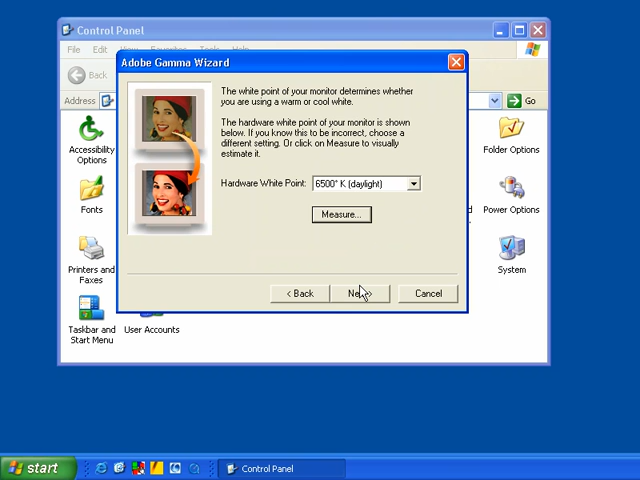 Control Panel
File Edit View Favorites Tools Help
Back
Address
Go
Adobe Gamma Wizard
The white point of your monitor determines whether
you are using a warm or cool white.
The hardware white point of your monitor is shown
below. If you know this to be incorrect, choose a
different setting. Or click on Measure to visually
estimate it.
Hardware White Point:
6500° K (daylight)
Measure...
< Back
Cancel
Accessibility
Options
Folder Options
Fonts
Power Options
Printers and
Faxes
System
Taskbar and
Start Menu
User Accounts
start
Control Panel